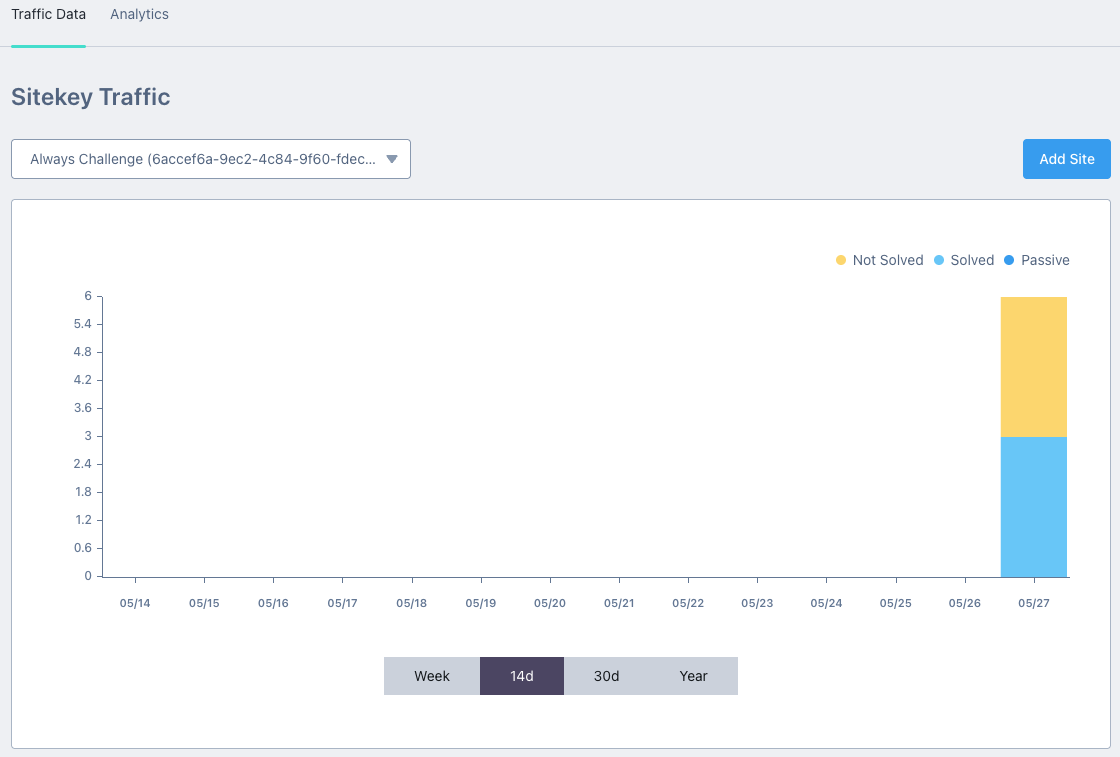 Traffic Data Analytics
Sitekey Traffic
Always Challenge (6accef6a-9ec2-4c84-9f60-fdec...
Add Site
Not Solved Solved Passive
6
5.4
4.8
4.2
3.6
3
2.4
1.8
1.2
0.6
0
05/14 05/15 05/16 05/17 05/18 05/19 05/20 05/21 05/22 05/23 05/24 05/25 05/26 05/27
Week 14d 30d Year